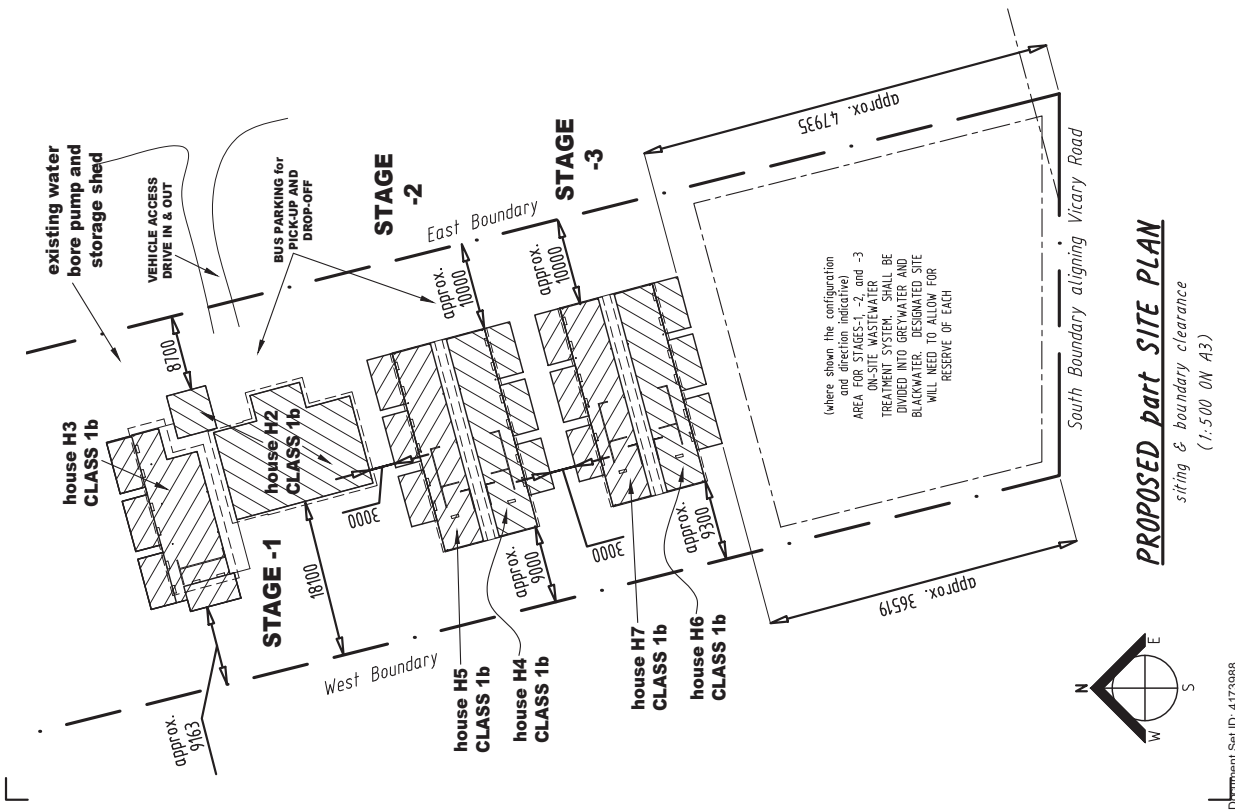 existing water
bore pump and
storage shed
VEHICLE ACCESS
DRIVE IN & OUT
BUS PARKING for
PICK-UP AND
DROP-OFF
house H3
CLASS 1b
8700
house H2
CLASS 1b
STAGE
-2
East Boundary
approx.
10000
STAGE
-3
approx.
10000
approx. 47935
STAGE -1
18100
3000
approx.
9163
West Boundary
approx.
9000
3000
approx.
9300
house H5
CLASS 1b
house H4
CLASS 1b
house H7
CLASS 1b
house H6
CLASS 1b
approx. 36519
(where shown the configuration
and direction indicative)
AREA FOR STAGES-1, -2, and -3
ON-SITE WASTEWATER
TREATMENT SYSTEM. SHALL BE
DIVIDED INTO GREYWATER AND
BLACKWATER. DESIGNATED SITE
WILL NEED TO ALLOW FOR
RESERVE OF EACH
South Boundary aligning Vicary Road
PROPOSED part SITE PLAN
siting & boundary clearance
(1:500 ON A3)
N
E
S
W
Document Set ID: 4173988